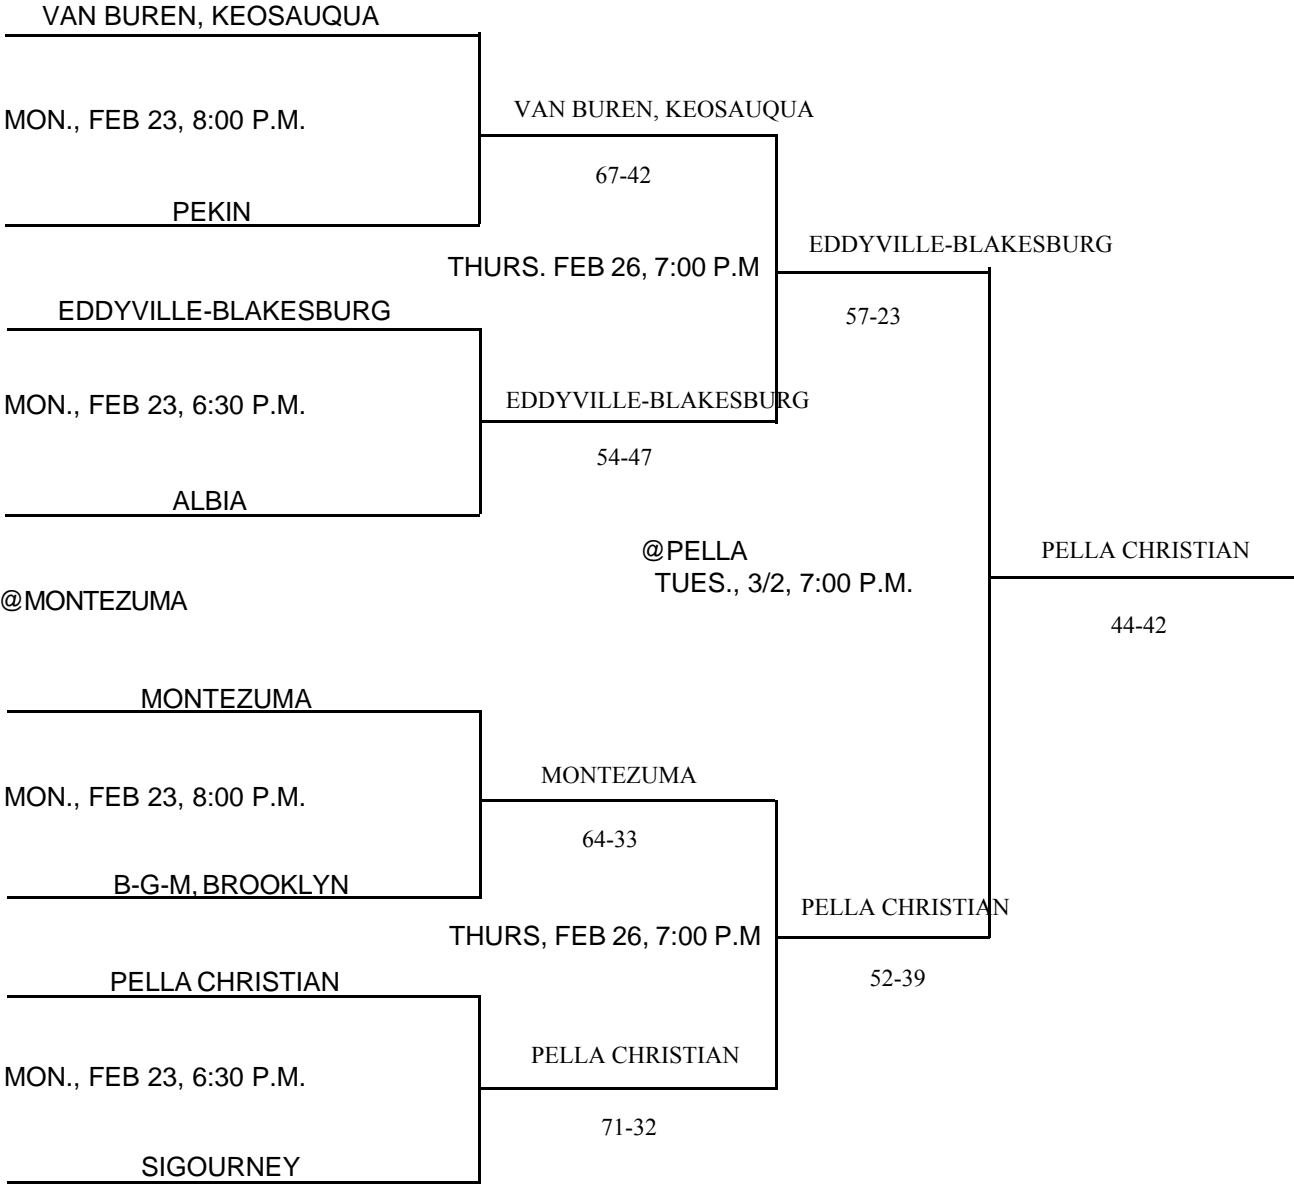 VAN BUREN, KEOSAUQUA
MON., FEB 23, 8:00 P.M.
VAN BUREN, KEOSAUQUA
67-42
PEKIN
EDDYVILLE-BLAKESBURG
THURS. FEB 26, 7:00 P.M
EDDYVILLE-BLAKESBURG
57-23
MON., FEB 23, 6:30 P.M.
EDDYVILLE-BLAKESBURG
54-47
ALBIA
@PELLA
TUES., 3/2, 7:00 P.M.
PELLA CHRISTIAN
44-42
@MONTEZUMA
MONTEZUMA
MON., FEB 23, 8:00 P.M.
MONTEZUMA
64-33
B-G-M, BROOKLYN
THURS, FEB 26, 7:00 P.M
PELLA CHRISTIAN
52-39
PELLA CHRISTIAN
MON., FEB 23, 6:30 P.M.
PELLA CHRISTIAN
71-32
SIGOURNEY